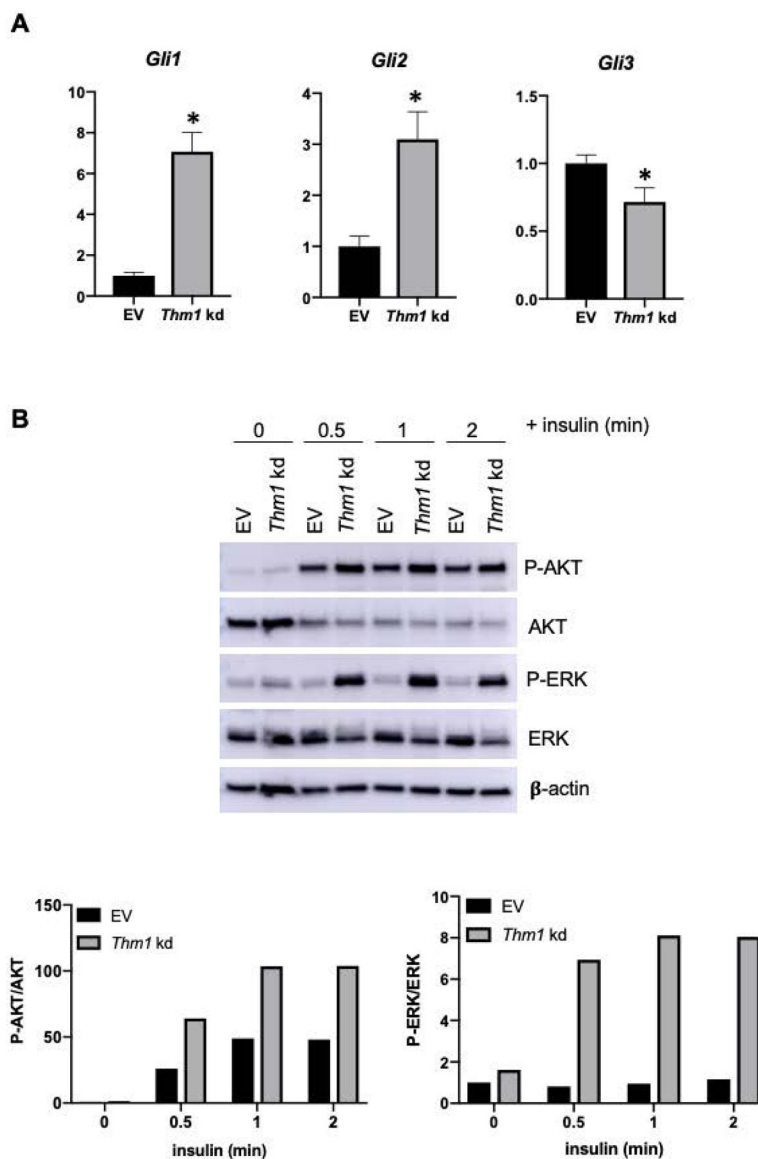 A
Gli1
Gli2
Gli3
10
8
6
4
2
0
*
EV
Thm1 kd
4
3
2
1
0
*
EV
Thm1 kd
1.5
1.0
0.5
0.0
*
EV
Thm1 kd
B
0 0.5 1 2 + insulin (min)
EV Thm1 kd EV Thm1 kd EV Thm1 kd EV Thm1 kd
P-AKT
AKT
P-ERK
ERK
β-actin
P-AKT/AKT
150
100
50
0
EV
Thm1 kd
0 0.5 1 2
insulin (min)
P-ERK/ERK
10
8
6
4
2
0
EV
Thm1 kd
0 0.5 1 2
insulin (min)